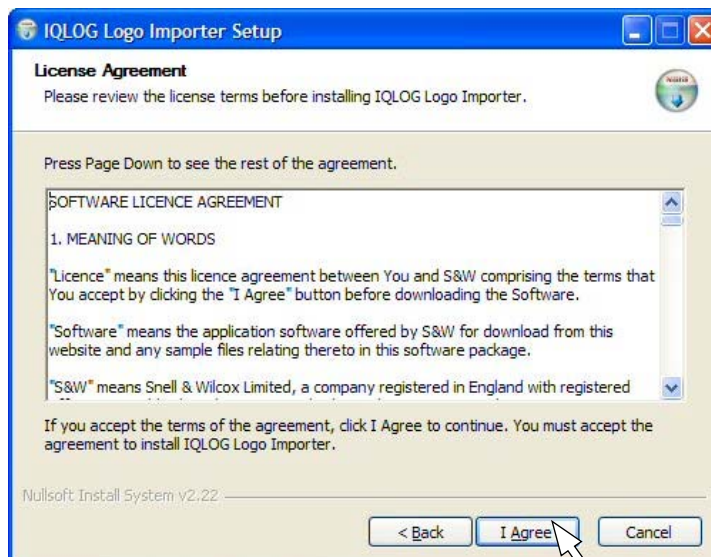 IQLOG Logo Importer Setup
License Agreement
Please review the license terms before installing IQLOG Logo Importer.
Press Page Down to see the rest of the agreement.
SOFTWARE LICENCE AGREEMENT
1. MEANING OF WORDS
"Licence" means this licence agreement between You and S&W comprising the terms that
You accept by clicking the "I Agree" button before downloading the Software.
"Software" means the application software offered by S&W for download from this
website and any sample files relating thereto in this software package.
"S&W" means Snell & Wilcox Limited, a company registered in England with registered
If you accept the terms of the agreement, click I Agree to continue. You must accept the
agreement to install IQLOG Logo Importer.
Nullsoft Install System v2.22
< Back I Agree Cancel